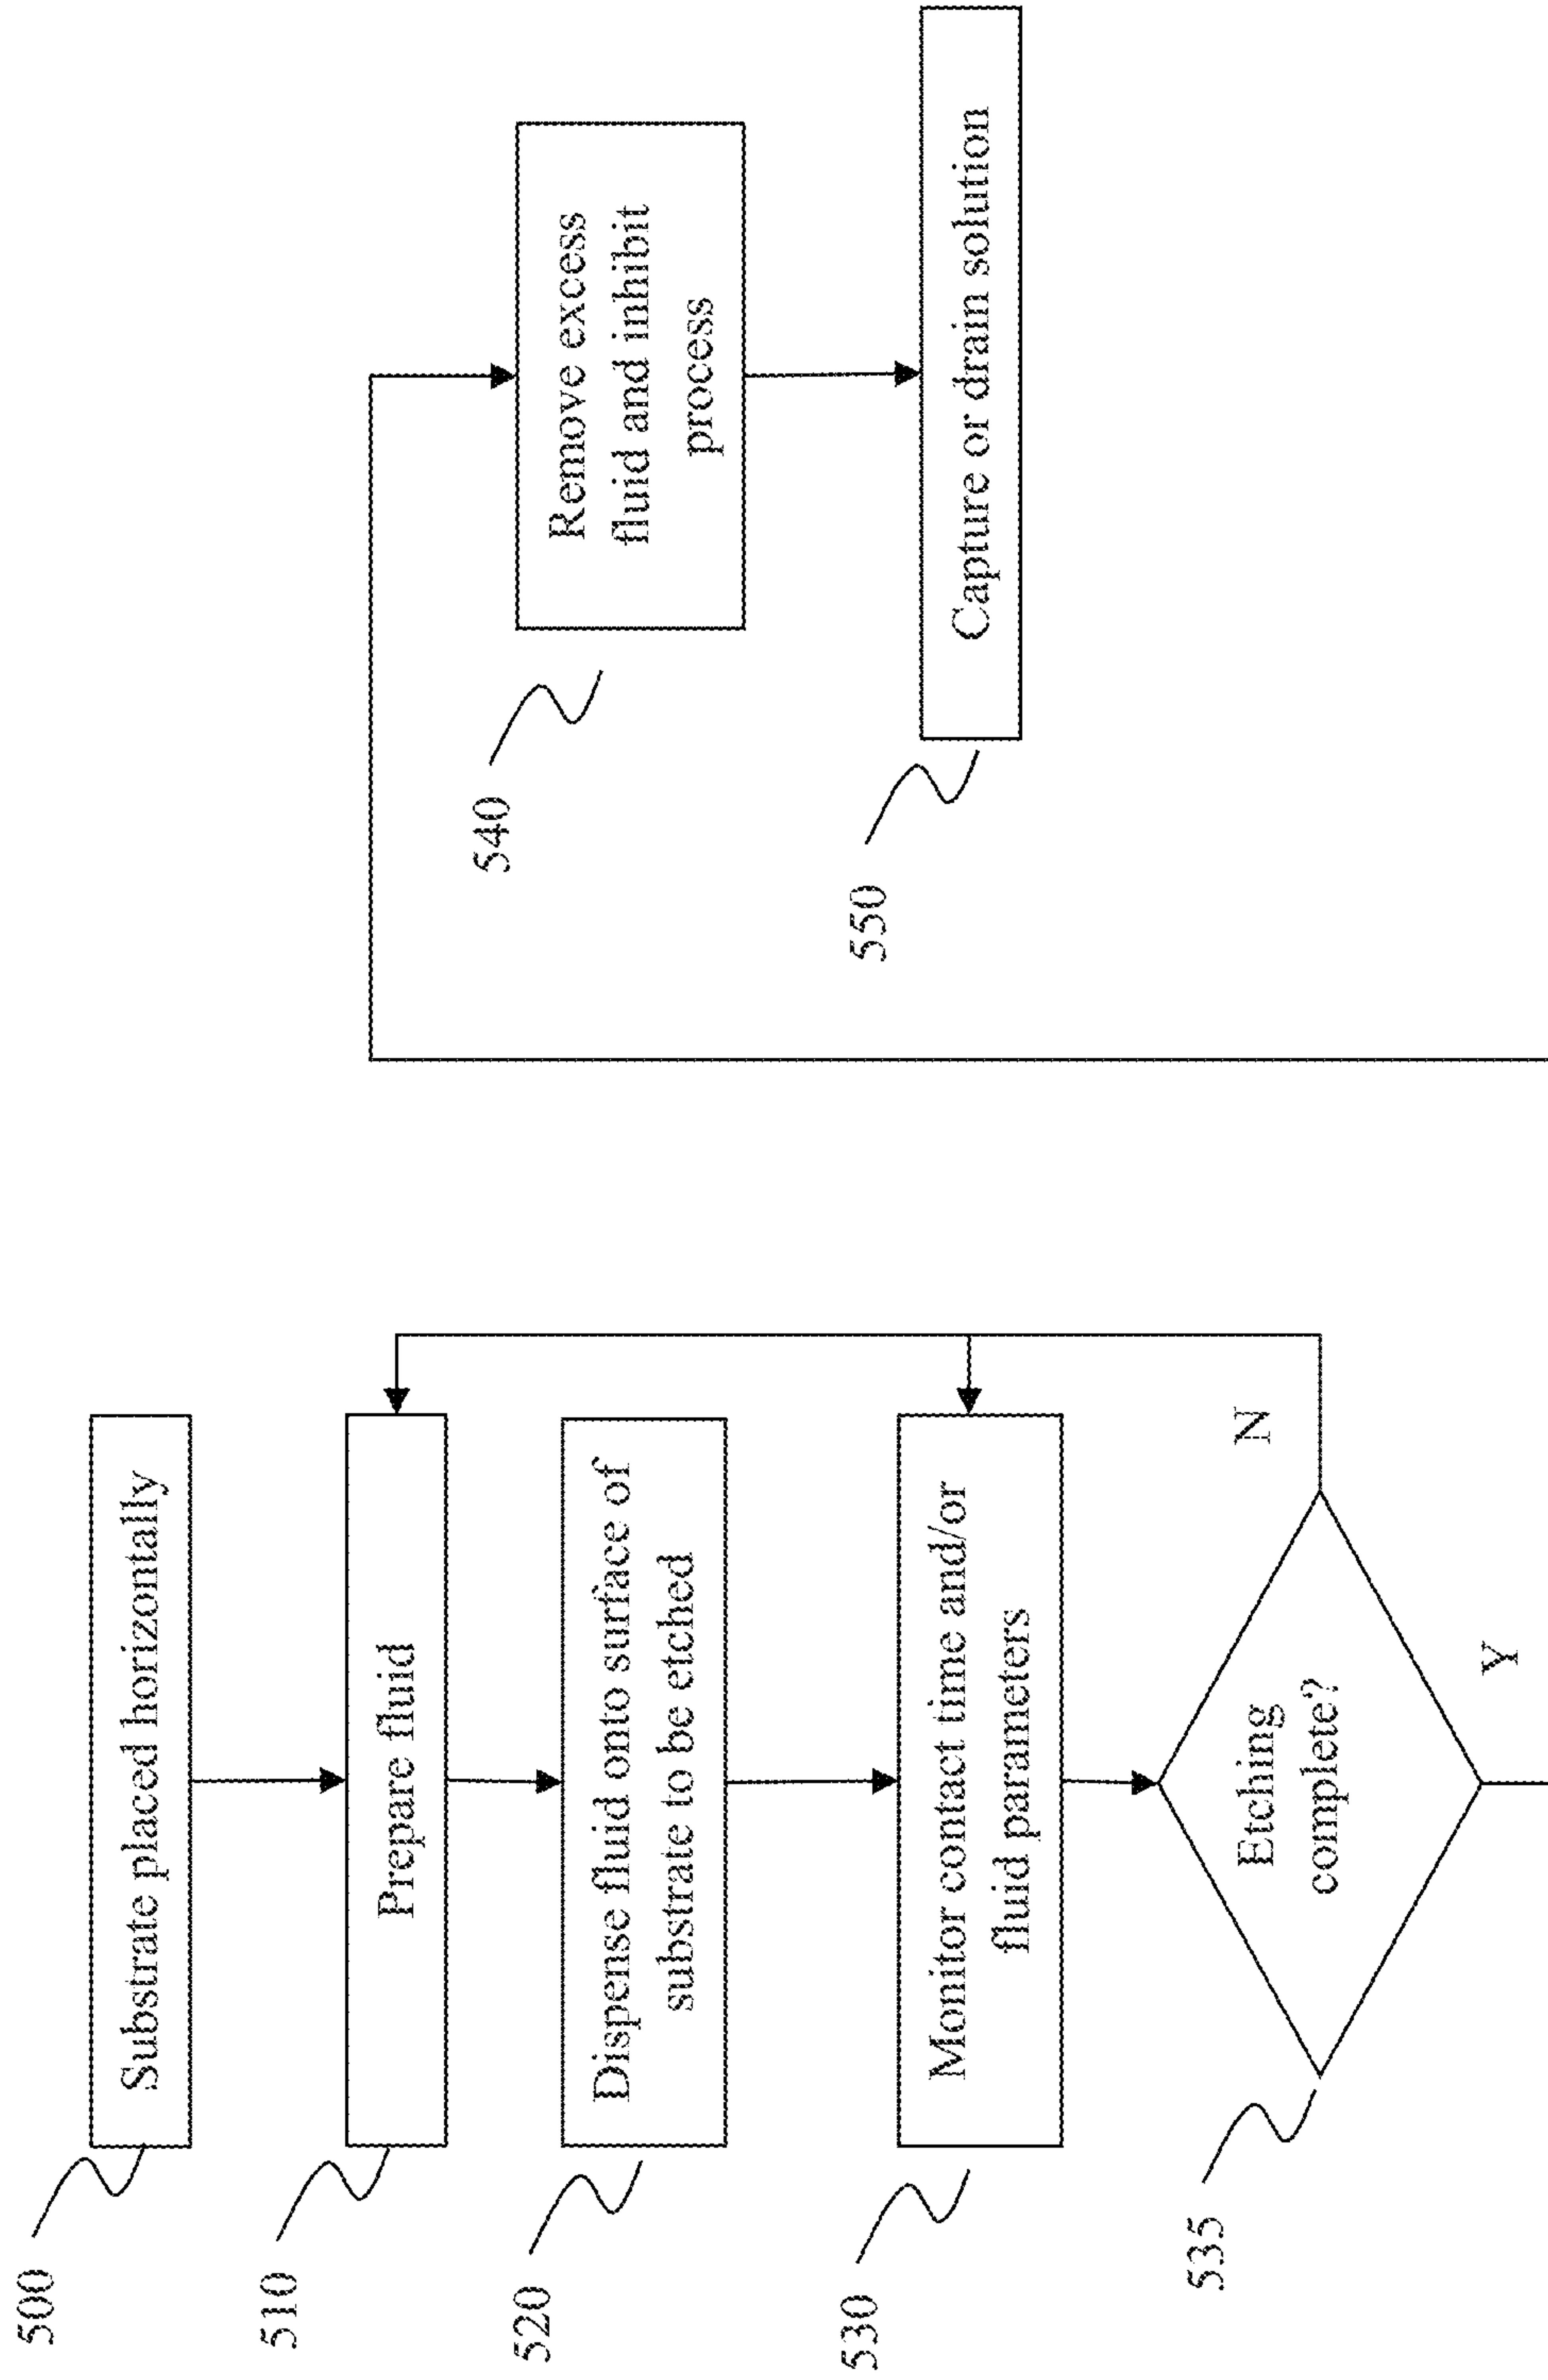 500
Substrate placed horizontally
510
Prepare fluid
520
Dispense fluid onto surface of
substrate to be etched
530
Monitor contact time and/or
fluid parameters
535
Etching
complete?
N
Y
540
Remove excess
fluid and inhibit
process
550
Capture or drain solution